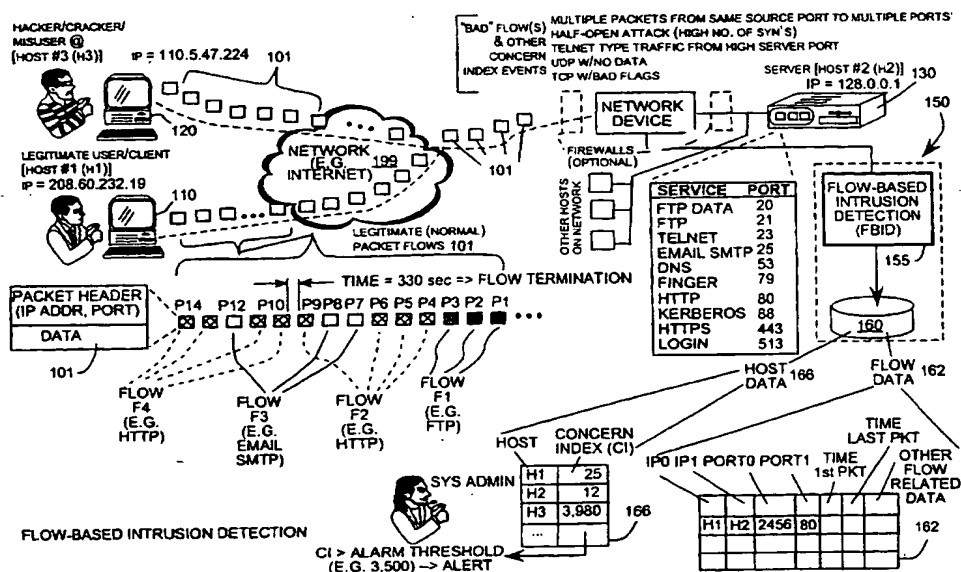 HACKER/CRACKER/
MISUSER @
[HOST #3 (H3)]
IP = 110.5.47.224
101
120
LEGITIMATE USER/CLIENT
[HOST #1 (H1)]
IP = 208.60.232.19
110
NETWORK
(E.G. 199
INTERNET)
101
"BAD" FLOW(S)
& OTHER
CONCERN
INDEX EVENTS
MULTIPLE PACKETS FROM SAME SOURCE PORT TO MULTIPLE PORTS
HALF-OPEN ATTACK (HIGH NO. OF SYN'S)
TELNET TYPE TRAFFIC FROM HIGH SERVER PORT
UDP W/NO DATA
TCP W/BAD FLAGS
SERVER [HOST #2 (H2)]
IP = 128.0.0.1
130
150
NETWORK
DEVICE
FIREWALLS
(OPTIONAL)
OTHER HOSTS
ON NETWORK
SERVICE PORT
FTP DATA 20
FTP 21
TELNET 23
EMAIL SMTP 25
DNS 53
FINGER 79
HTTP 80
KERBEROS 88
HTTPS 443
LOGIN 513
FLOW-BASED
INTRUSION
DETECTION
(FBID)
155
160
LEGITIMATE (NORMAL)
PACKET FLOWS 101
TIME = 330 sec => FLOW TERMINATION
PACKET HEADER
(IP ADDR, PORT)
DATA
101
P14 P12 P10 P9 P8 P7 P6 P5 P4 P3 P2 P1
FLOW
F4
(E.G.
HTTP)
FLOW
F3
(E.G.
EMAIL
SMTP)
FLOW
F2
(E.G.
HTTP)
FLOW
F1
(E.G.
FTP)
HOST
DATA 166
FLOW 162
DATA
HOST
CONCERN
INDEX (CI)
H1 25
H2 12
H3 3,980
...
166
SYS ADMIN
CI > ALARM THRESHOLD
(E.G. 3,500) --> ALERT
IP0 IP1 PORT0 PORT1
TIME
1st PKT
TIME
LAST PKT
OTHER
FLOW
RELATED
DATA
H1 H2 2456 80
162
FLOW-BASED INTRUSION DETECTION